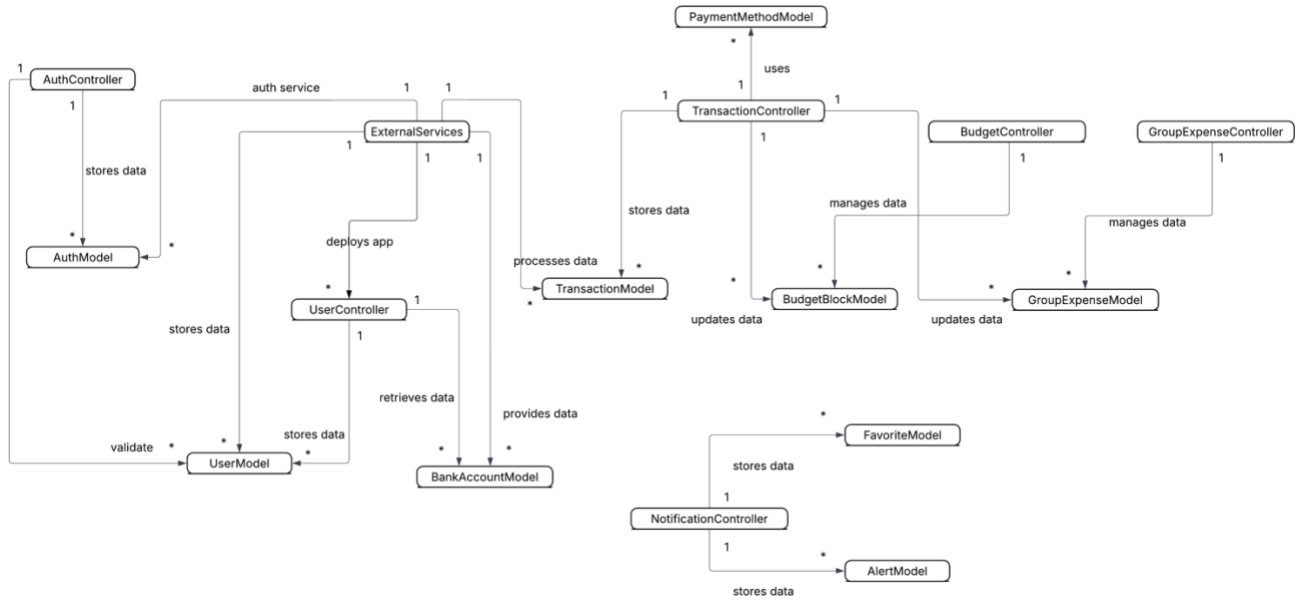 PaymentMethodModel
*
uses
1
1
AuthController
1
auth service
1
1
1
TransactionController
1
ExternalServices
1
1
1
1
BudgetController
1
GroupExpenseController
1
stores data
stores data
manages data
manages data
*
AuthModel
*
deploys app
processes data
*
TransactionModel
*
*
*
BudgetBlockModel
*
*
GroupExpenseModel
*
UserController
1
1
updates data
updates data
stores data
retrieves data
provides data
*
FavoriteModel
validate
*
*
stores data
*
*
*
UserModel
BankAccountModel
stores data
1
NotificationController
1
*
AlertModel
stores data